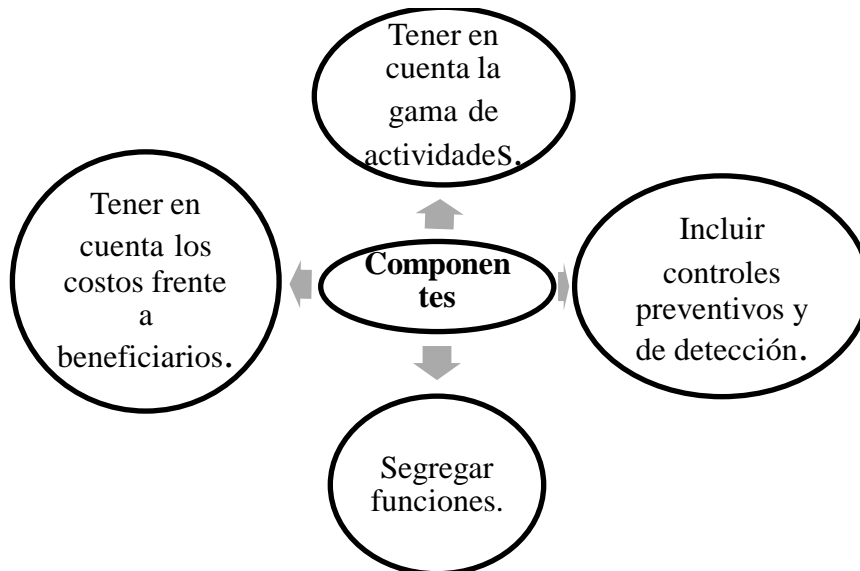 Tener en
cuenta la
gama de
actividades.
Tener en
cuenta los
costos frente
a
beneficiarios.
Componen
tes
Incluir
controles
preventivos y
de detección.
Segregar
funciones.